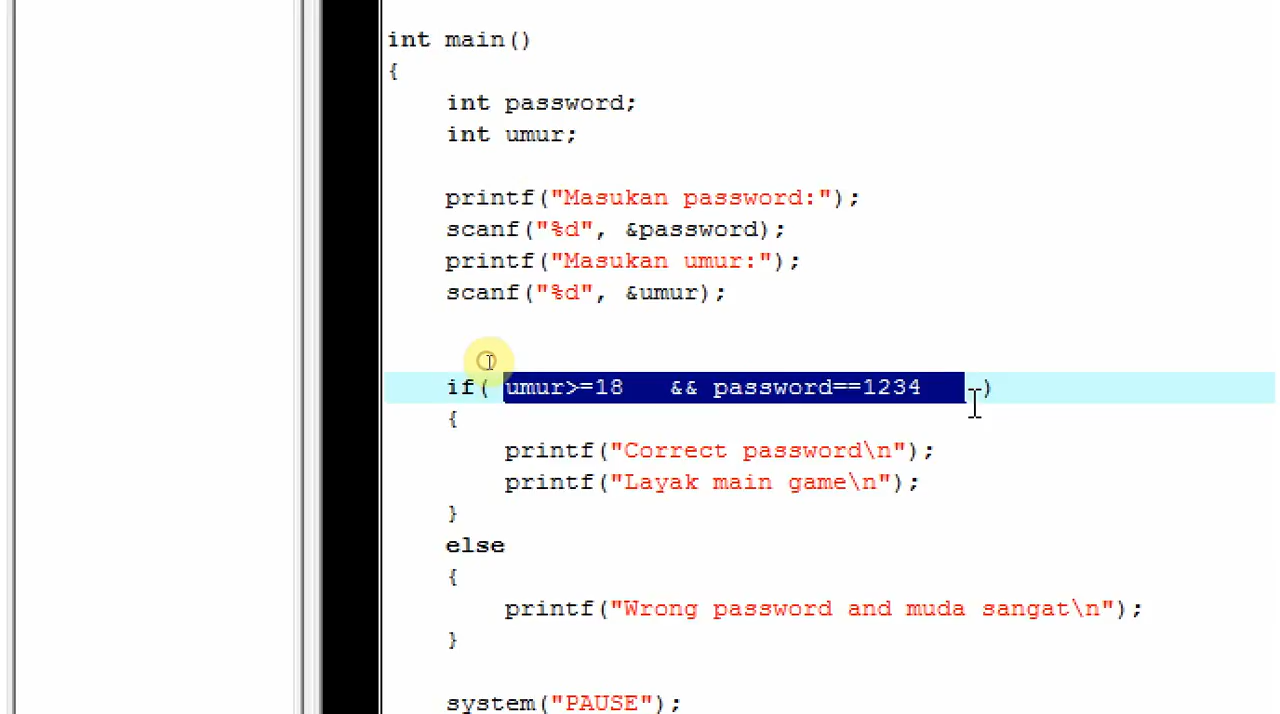 int main()
{
    int password;
    int umur;

    printf("Masukan password:");
    scanf("%d", &password);
    printf("Masukan umur:");
    scanf("%d", &umur);

    if( umur>=18   && password==1234    )
    {
        printf("Correct password\n");
        printf("Layak main game\n");
    }
    else
    {
        printf("Wrong password and muda sangat\n");
    }

    system("PAUSE");